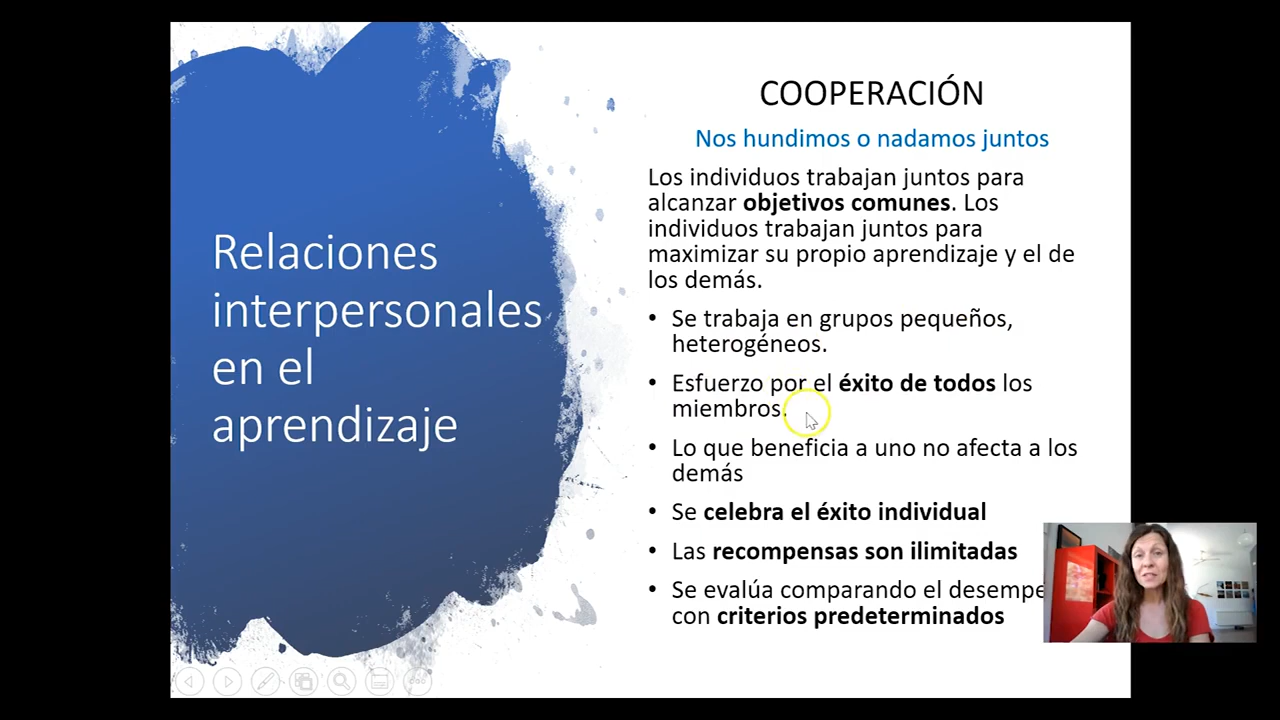 Relaciones
interpersonales
en el
aprendizaje
COOPERACIÓN
Nos hundimos o nadamos juntos
Los individuos trabajan juntos para
alcanzar objetivos comunes. Los
individuos trabajan juntos para
maximizar su propio aprendizaje y el de
los demás.
• Se trabaja en grupos pequeños,
heterogéneos.
• Esfuerzo por el éxito de todos los
miembros.
• Lo que beneficia a uno no afecta a los
demás
• Se celebra el éxito individual
• Las recompensas son ilimitadas
• Se evalúa comparando el
con criterios predeterminados